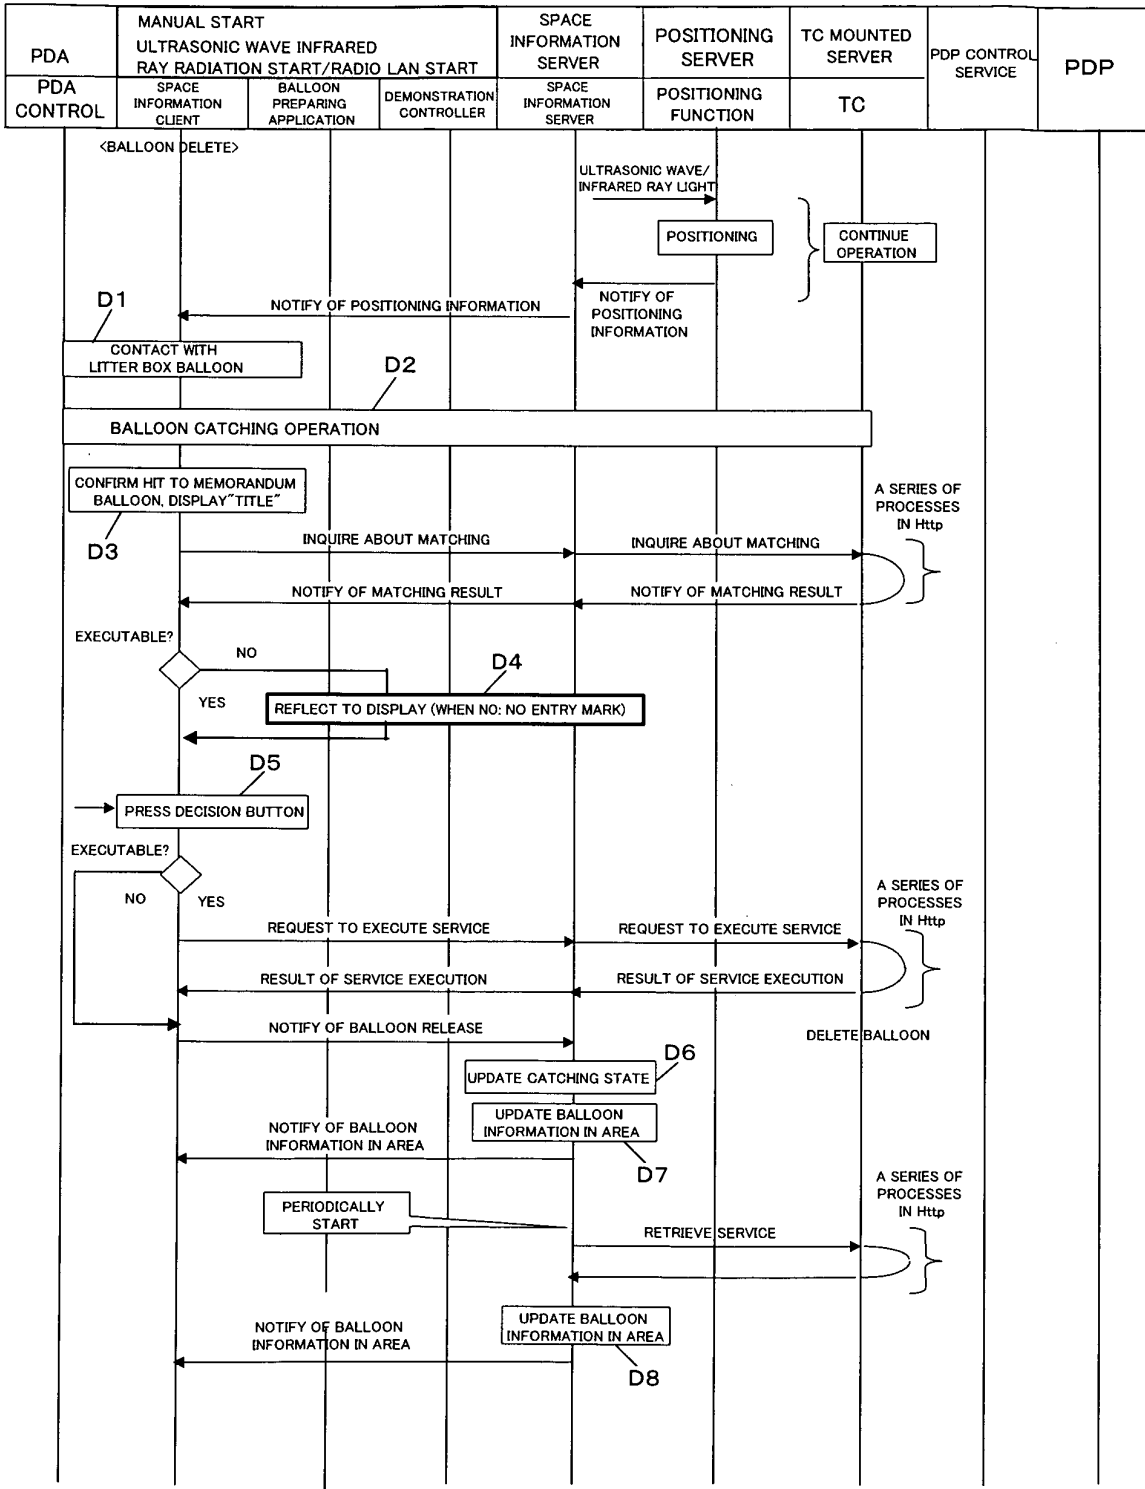 PDA
MANUAL START
ULTRASONIC WAVE INFRARED
RAY RADIATION START/RADIO LAN START
SPACE
INFORMATION
SERVER
POSITIONING
SERVER
TC MOUNTED
SERVER
PDP CONTROL
SERVICE
PDP
PDA
CONTROL
SPACE
INFORMATION
CLIENT
BALLOON
PREPARING
APPLICATION
DEMONSTRATION
CONTROLLER
SPACE
INFORMATION
SERVER
POSITIONING
FUNCTION
TC
<BALLOON DELETE>
ULTRASONIC WAVE/
INFRARED RAY LIGHT
POSITIONING
CONTINUE
OPERATION
NOTIFY OF
POSITIONING
INFORMATION
NOTIFY OF POSITIONING INFORMATION
D1
CONTACT WITH
LITTER BOX BALLOON
D2
BALLOON CATCHING OPERATION
CONFIRM HIT TO MEMORANDUM
BALLOON, DISPLAY"TITLE"
D3
A SERIES OF
PROCESSES
IN Http
INQUIRE ABOUT MATCHING
INQUIRE ABOUT MATCHING
NOTIFY OF MATCHING RESULT
NOTIFY OF MATCHING RESULT
EXECUTABLE?
NO
YES
D4
REFLECT TO DISPLAY (WHEN NO: NO ENTRY MARK)
D5
PRESS DECISION BUTTON
EXECUTABLE?
NO
YES
A SERIES OF
PROCESSES
IN Http
REQUEST TO EXECUTE SERVICE
REQUEST TO EXECUTE SERVICE
RESULT OF SERVICE EXECUTION
RESULT OF SERVICE EXECUTION
NOTIFY OF BALLOON RELEASE
DELETE BALLOON
D6
UPDATE CATCHING STATE
UPDATE BALLOON
INFORMATION IN AREA
D7
NOTIFY OF BALLOON
INFORMATION IN AREA
A SERIES OF
PROCESSES
IN Http
PERIODICALLY
START
RETRIEVE SERVICE
UPDATE BALLOON
INFORMATION IN AREA
D8
NOTIFY OF BALLOON
INFORMATION IN AREA